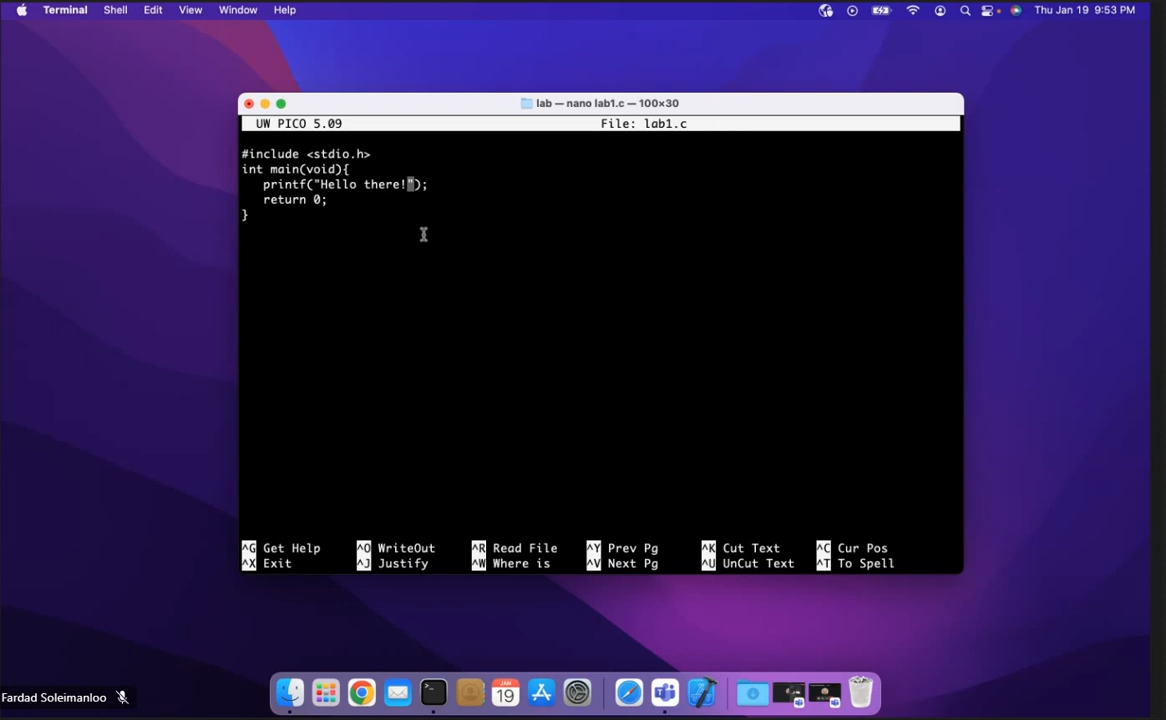 Terminal Shell Edit View Window Help Thu Jan 19 9:53 PM
lab — nano lab1.c — 100×30
UW PICO 5.09 File: lab1.c
#include <stdio.h>
int main(void){
printf("Hello there!");
return 0;
}
^G Get Help ^O WriteOut ^R Read File ^Y Prev Pg ^K Cut Text ^C Cur Pos
^X Exit ^J Justify ^W Where is ^V Next Pg ^U UnCut Text ^T To Spell
Fardad Soleimanloo
JAN
19